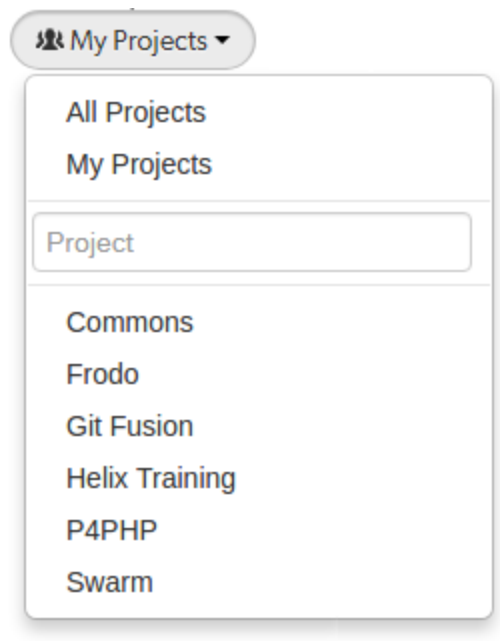 My Projects
All Projects
My Projects
Project
Commons
Frodo
Git Fusion
Helix Training
P4PHP
Swarm